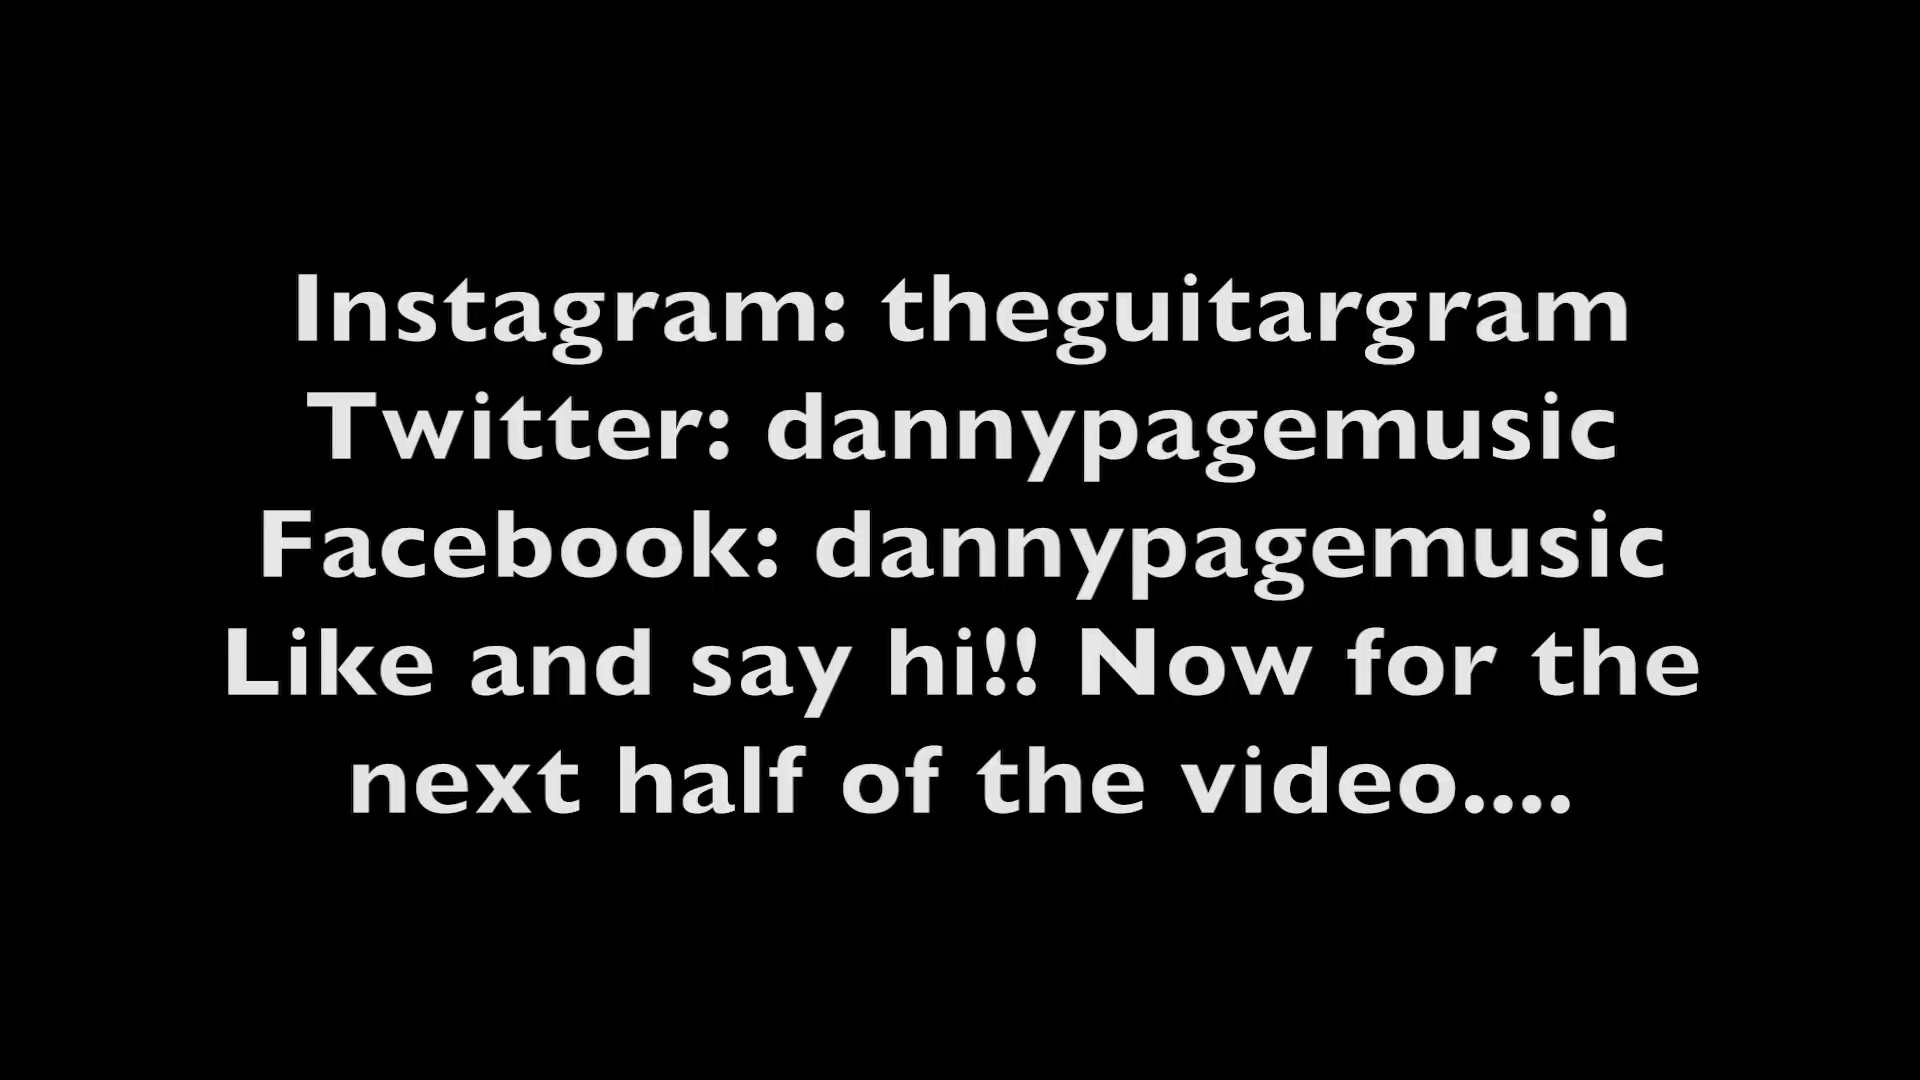 Instagram: theguitargram
Twitter: dannypagemusic
Facebook: dannypagemusic
Like and say hi!! Now for the
next half of the video....